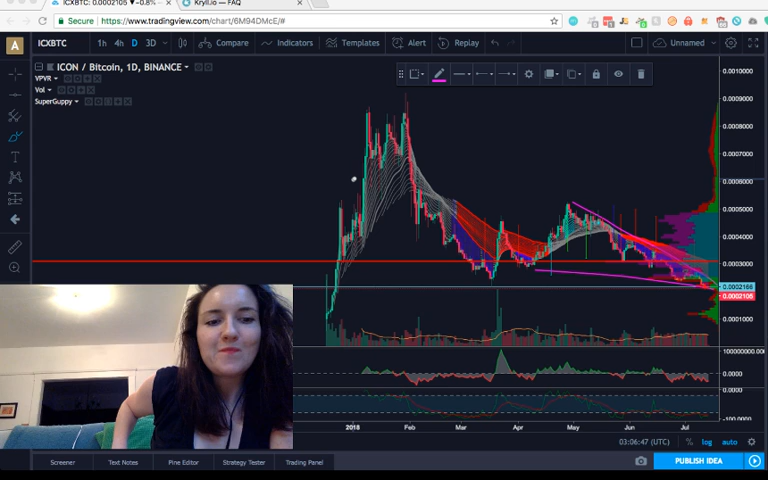 ICXBTC: 0.0002105 ▼−0.8%
Kryll.io — FAQ
Secure
https://www.tradingview.com/chart/6M94DMcE/#
A
ICXBTC
1h 4h D 3D
Compare
Indicators
Templates
Alert
Replay
Unnamed
ICON / Bitcoin, 1D, BINANCE
VPVR
Vol
SuperGuppy
0.0010000
0.0009000
0.0008000
0.0007000
0.0006000
0.0005000
0.0004000
0.0003000
0.0002166
0.0002105
0.0001000
0.0000
0.0000
-100.0000
2018 Feb Mar Apr May Jun Jul
03:06:47 (UTC) % log auto
Screener Text Notes Pine Editor Strategy Tester Trading Panel
PUBLISH IDEA